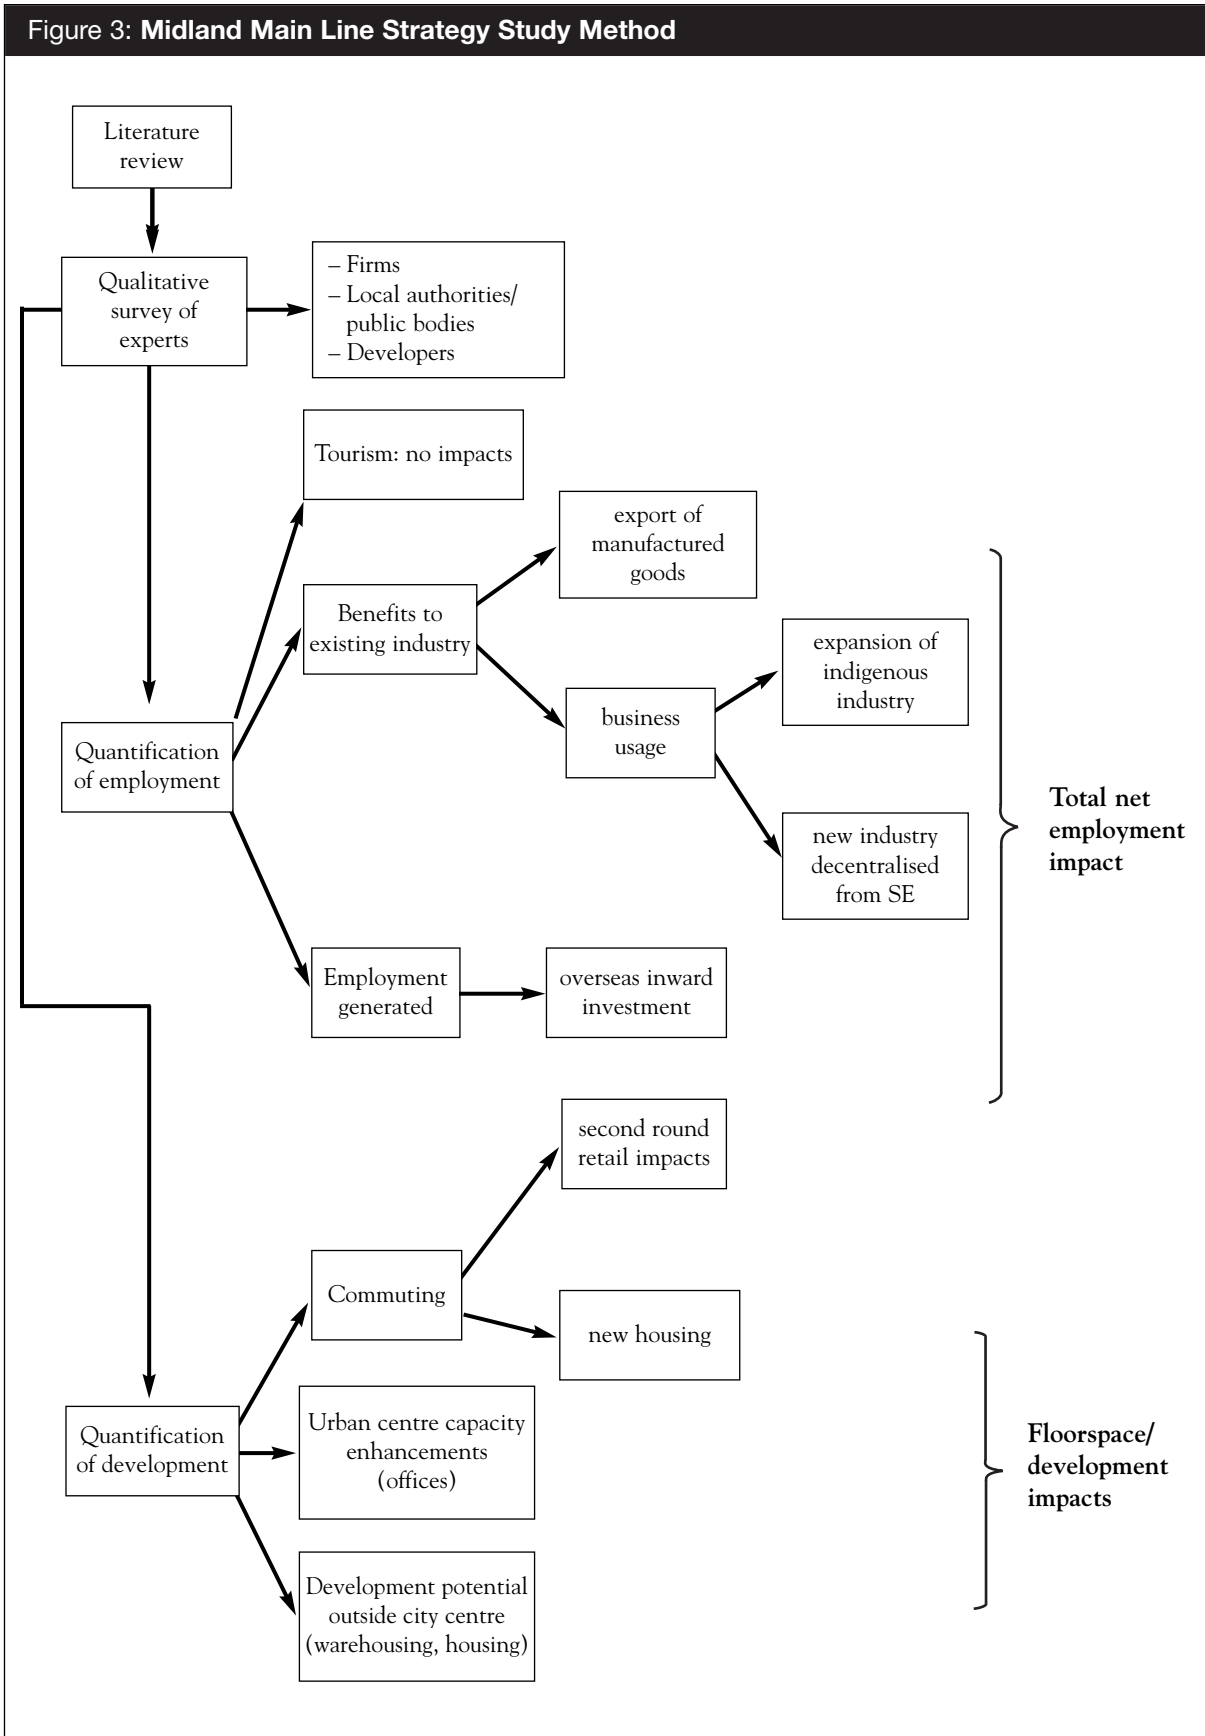 Figure 3: Midland Main Line Strategy Study Method
Literature
review
Qualitative
survey of
experts
– Firms
– Local authorities/
public bodies
– Developers
Tourism: no impacts
export of
manufactured
goods
Benefits to
existing industry
expansion of
indigenous
industry
business
usage
Quantification
of employment
new industry
decentralised
from SE
Total net
employment
impact
Employment
generated
overseas inward
investment
second round
retail impacts
Commuting
new housing
Quantification
of development
Urban centre capacity
enhancements
(offices)
Floorspace/
development
impacts
Development potential
outside city centre
(warehousing, housing)